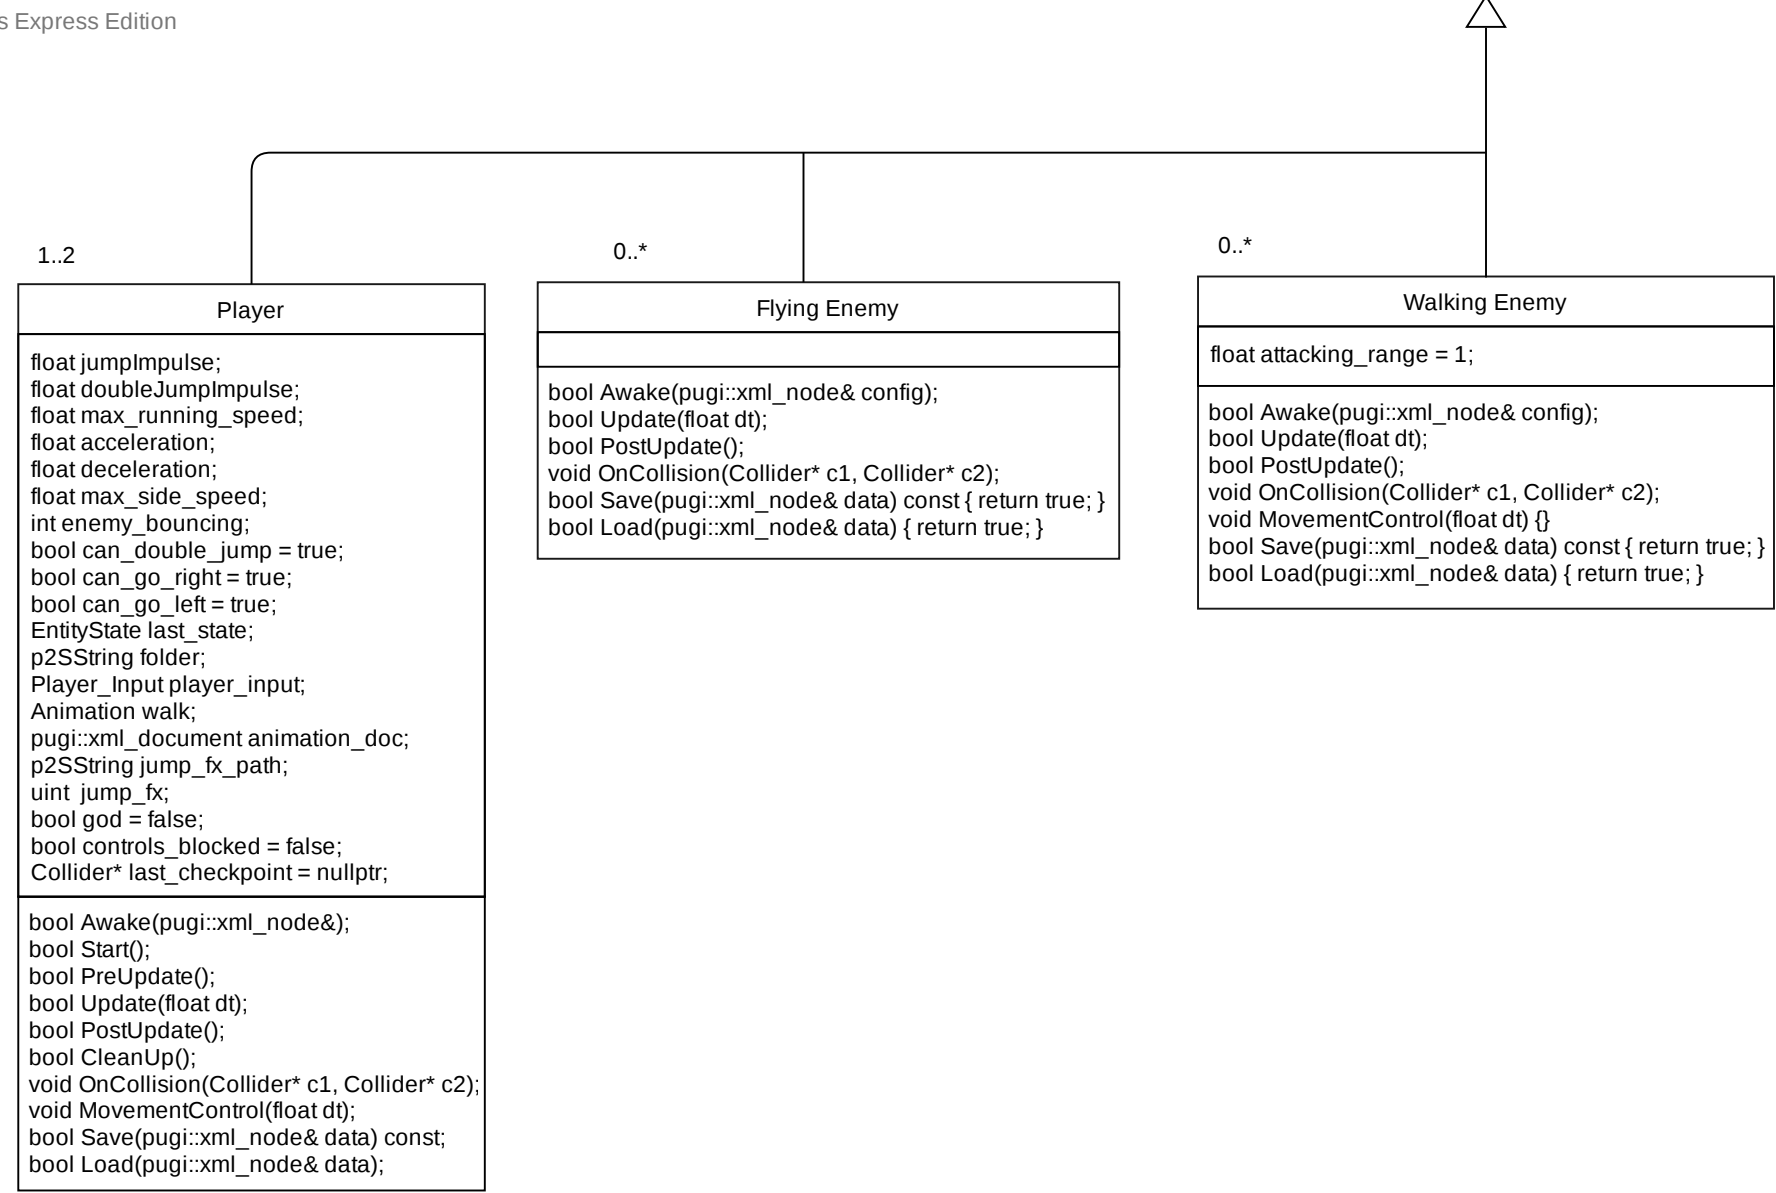 s Express Edition
1..2
0..*
0..*
Player
float jumpImpulse;
float doubleJumpImpulse;
float max_running_speed;
float acceleration;
float deceleration;
float max_side_speed;
int enemy_bouncing;
bool can_double_jump = true;
bool can_go_right = true;
bool can_go_left = true;
EntityState last_state;
p2SString folder;
Player_Input player_input;
Animation walk;
pugi::xml_document animation_doc;
p2SString jump_fx_path;
uint  jump_fx;
bool god = false;
bool controls_blocked = false;
Collider* last_checkpoint = nullptr;
bool Awake(pugi::xml_node&);
bool Start();
bool PreUpdate();
bool Update(float dt);
bool PostUpdate();
bool CleanUp();
void OnCollision(Collider* c1, Collider* c2);
void MovementControl(float dt);
bool Save(pugi::xml_node& data) const;
bool Load(pugi::xml_node& data);
Flying Enemy
bool Awake(pugi::xml_node& config);
bool Update(float dt);
bool PostUpdate();
void OnCollision(Collider* c1, Collider* c2);
bool Save(pugi::xml_node& data) const { return true; }
bool Load(pugi::xml_node& data) { return true; }
Walking Enemy
float attacking_range = 1;
bool Awake(pugi::xml_node& config);
bool Update(float dt);
bool PostUpdate();
void OnCollision(Collider* c1, Collider* c2);
void MovementControl(float dt) {}
bool Save(pugi::xml_node& data) const { return true; }
bool Load(pugi::xml_node& data) { return true; }